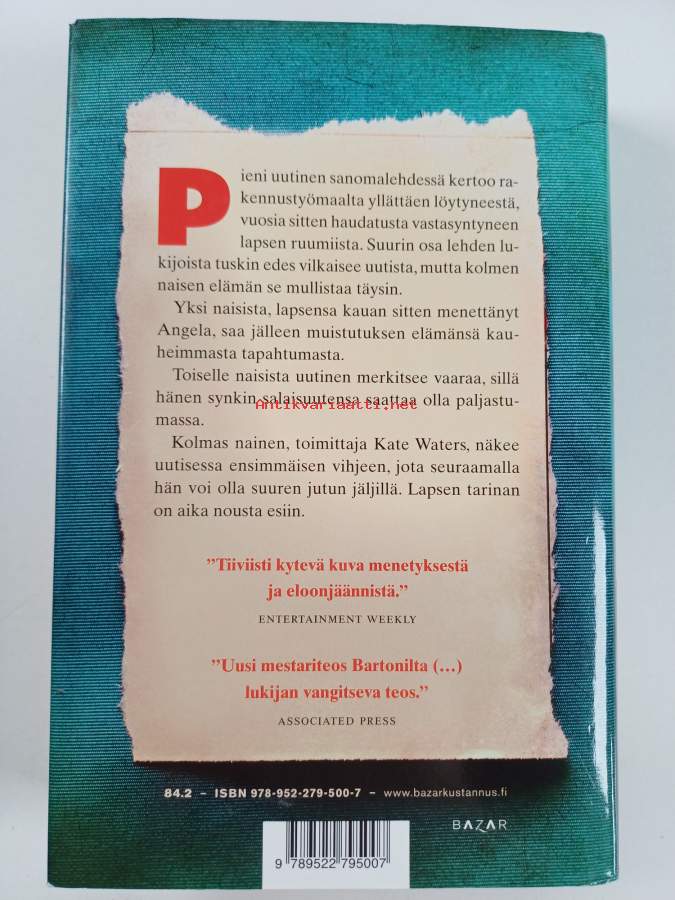 Pieni uutinen sanomalehdessä kertoo ra-
kennustyömaalta yllättäen löytyneestä,
vuosia sitten haudatusta vastasyntyneen
lapsen ruumiista. Suurin osa lehden lu-
kijoista tuskin edes vilkaisee uutista, mutta kolmen
naisen elämän se mullistaa täysin.
Yksi naisista, lapsensa kauan sitten menettänyt
Angela, saa jälleen muistutuksen elämänsä kau-
heimmasta tapahtumasta.
Toiselle naisista uutinen merkitsee vaaraa, sillä
hänen synkin salaisuutensa saattaa olla paljastu-
Antikvariaatti.net
massa.
Kolmas nainen, toimittaja Kate Waters, näkee
uutisessa ensimmäisen vihjeen, jota seuraamalla
hän voi olla suuren jutun jäljillä. Lapsen tarinan
on aika nousta esiin.
”Tiiviisti kytevä kuva menetyksestä
ja eloonjäännistä.”
ENTERTAINMENT WEEKLY
”Uusi mestariteos Bartonilta (…)
lukijan vangitseva teos.”
ASSOCIATED PRESS
84.2 – ISBN 978-952-279-500-7 – www.bazarkustannus.fi
BAZAR
9 789522 795007